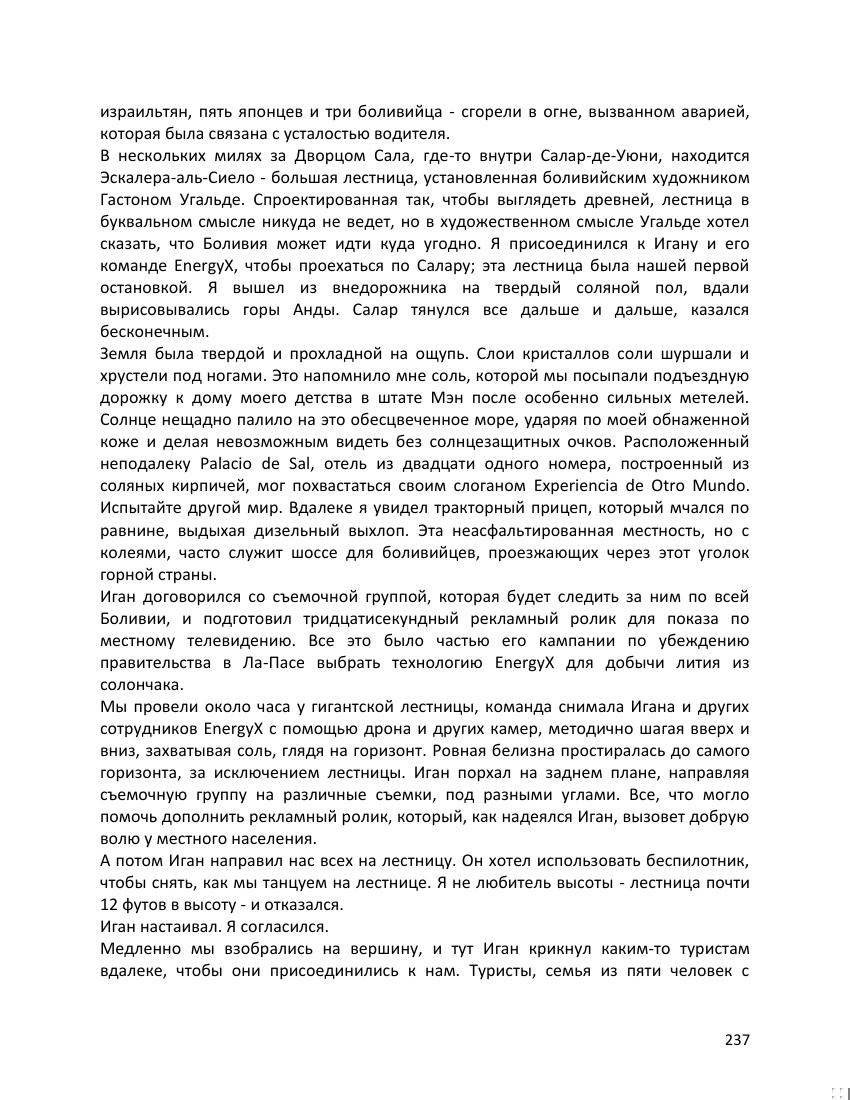 израильтян, пять японцев и три боливийца - сгорели в огне, вызванном аварией,
которая была связана с усталостью водителя.
В нескольких милях за Дворцом Сала, где-то внутри Салар-де-Уюни, находится
Эскалера-аль-Сиело - большая лестница, установленная боливийским художником
Гастоном Угальде. Спроектированная так, чтобы выглядеть древней, лестница в
буквальном смысле никуда не ведет, но в художественном смысле Угальде хотел
сказать, что Боливия может идти куда угодно. Я присоединился к Игану и его
команде EnergyX, чтобы проехаться по Салару; эта лестница была нашей первой
остановкой. Я вышел из внедорожника на твердый соляной пол, вдали
вырисовывались горы Анды. Салар тянулся все дальше и дальше, казался
бесконечным.
Земля была твердой и прохладной на ощупь. Слои кристаллов соли шуршали и
хрустели под ногами. Это напомнило мне соль, которой мы посыпали подъездную
дорожку к дому моего детства в штате Мэн после особенно сильных метелей.
Солнце нещадно палило на это обесцвеченное море, ударяя по моей обнаженной
коже и делая невозможным видеть без солнцезащитных очков. Расположенный
неподалеку Palacio de Sal, отель из двадцати одного номера, построенный из
соляных кирпичей, мог похвастаться своим слоганом Experiencia de Otro Mundo.
Испытайте другой мир. Вдалеке я увидел тракторный прицеп, который мчался по
равнине, выдыхая дизельный выхлоп. Эта неасфальтированная местность, но с
колеями, часто служит шоссе для боливийцев, проезжающих через этот уголок
горной страны.
Иган договорился со съемочной группой, которая будет следить за ним по всей
Боливии, и подготовил тридцатисекундный рекламный ролик для показа по
местному телевидению. Все это было частью его кампании по убеждению
правительства в Ла-Пасе выбрать технологию EnergyX для добычи лития из
солончака.
Мы провели около часа у гигантской лестницы, команда снимала Игана и других
сотрудников EnergyX с помощью дрона и других камер, методично шагая вверх и
вниз, захватывая соль, глядя на горизонт. Ровная белизна простиралась до самого
горизонта, за исключением лестницы. Иган порхал на заднем плане, направляя
съемочную группу на различные съемки, под разными углами. Все, что могло
помочь дополнить рекламный ролик, который, как надеялся Иган, вызовет добрую
волю у местного населения.
А потом Иган направил нас всех на лестницу. Он хотел использовать беспилотник,
чтобы снять, как мы танцуем на лестнице. Я не любитель высоты - лестница почти
12 футов в высоту - и отказался.
Иган настаивал. Я согласился.
Медленно мы взобрались на вершину, и тут Иган крикнул каким-то туристам
вдалеке, чтобы они присоединились к нам. Туристы, семья из пяти человек с
237